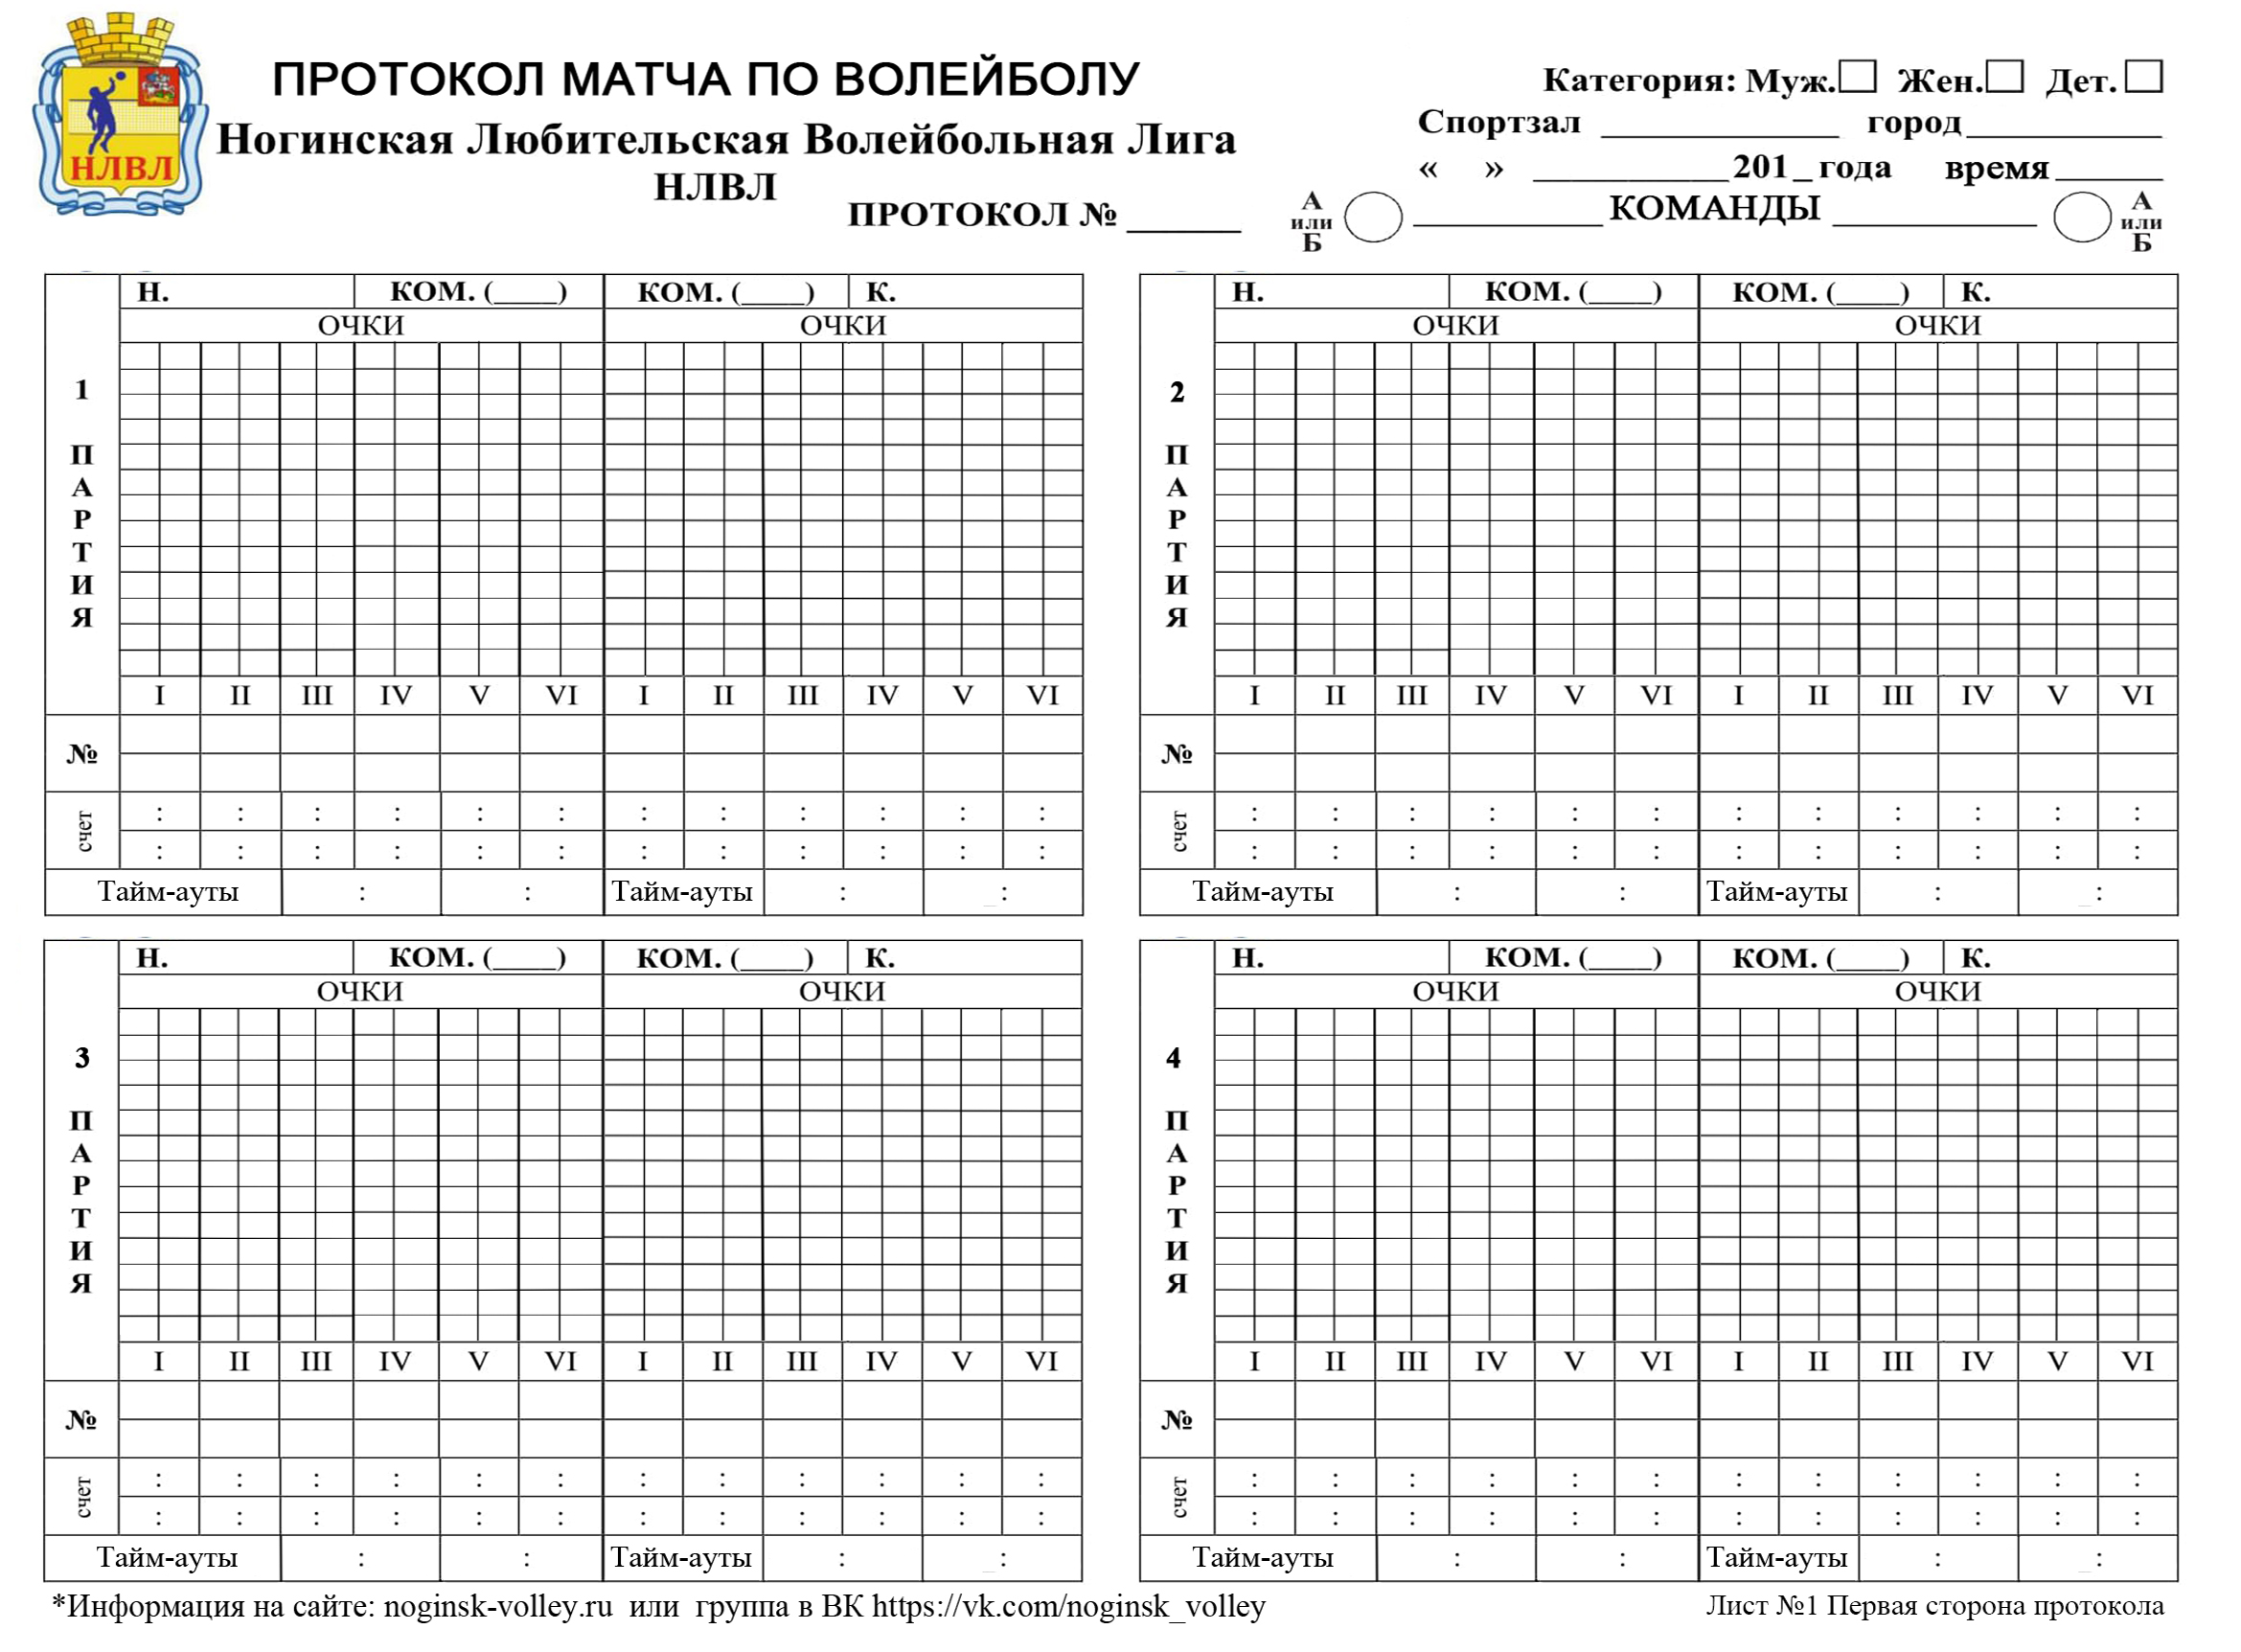 НЛВЛ
ПРОТОКОЛ МАТЧА ПО ВОЛЕЙБОЛУ
Ногинская Любительская Волейбольная Лига
НЛВЛ
ПРОТОКОЛ № ______
Категория: Муж. Жен. Дет.
Спортзал ____________ город __________
« » __________ 201_ года время ______
А или Б __________ КОМАНДЫ __________ А или Б
1 ПАРТИЯ
Н. КОМ. (____) КОМ. (____) К.
ОЧКИ ОЧКИ
I II III IV V VI I II III IV V VI
№
счет : : : : : : : : : : : :
: : : : : : : : : : : :
Тайм-ауты : : Тайм-ауты : :
2 ПАРТИЯ
Н. КОМ. (____) КОМ. (____) К.
ОЧКИ ОЧКИ
I II III IV V VI I II III IV V VI
№
счет : : : : : : : : : : : :
: : : : : : : : : : : :
Тайм-ауты : : Тайм-ауты : :
3 ПАРТИЯ
Н. КОМ. (____) КОМ. (____) К.
ОЧКИ ОЧКИ
I II III IV V VI I II III IV V VI
№
счет : : : : : : : : : : : :
: : : : : : : : : : : :
Тайм-ауты : : Тайм-ауты : :
4 ПАРТИЯ
Н. КОМ. (____) КОМ. (____) К.
ОЧКИ ОЧКИ
I II III IV V VI I II III IV V VI
№
счет : : : : : : : : : : : :
: : : : : : : : : : : :
Тайм-ауты : : Тайм-ауты : :
*Информация на сайте: noginsk-volley.ru или группа в ВК https://vk.com/noginsk_volley
Лист №1 Первая сторона протокола